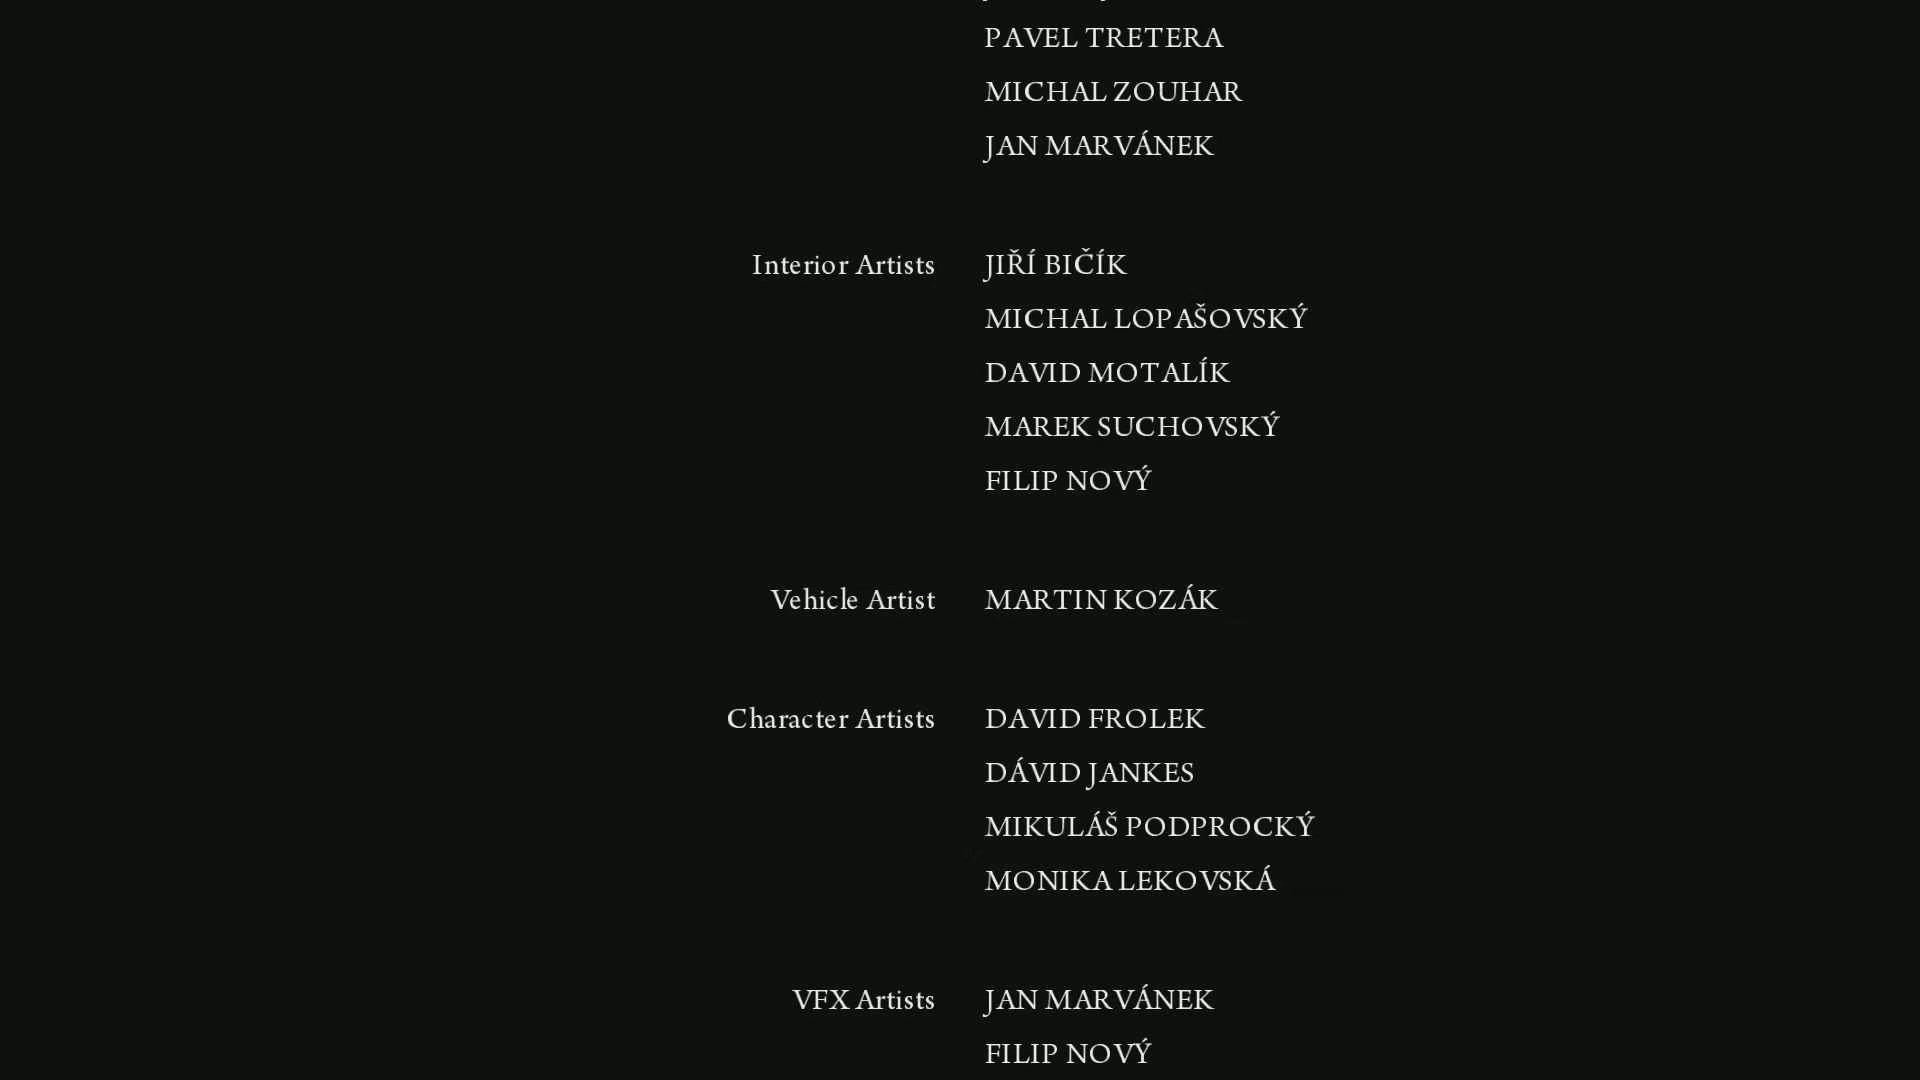 PAVEL TRETERA
MICHAL ZOUHAR
JAN MARVÁNEK
Interior Artists JIŘÍ BIČÍK
MICHAL LOPAŠOVSKÝ
DAVID MOTALÍK
MAREK SUCHOVSKÝ
FILIP NOVÝ
Vehicle Artist MARTIN KOZÁK
Character Artists DAVID FROLEK
DÁVID JANKES
MIKULÁŠ PODPROCKÝ
MONIKA LEKOVSKÁ
VFX Artists JAN MARVÁNEK
FILIP NOVÝ